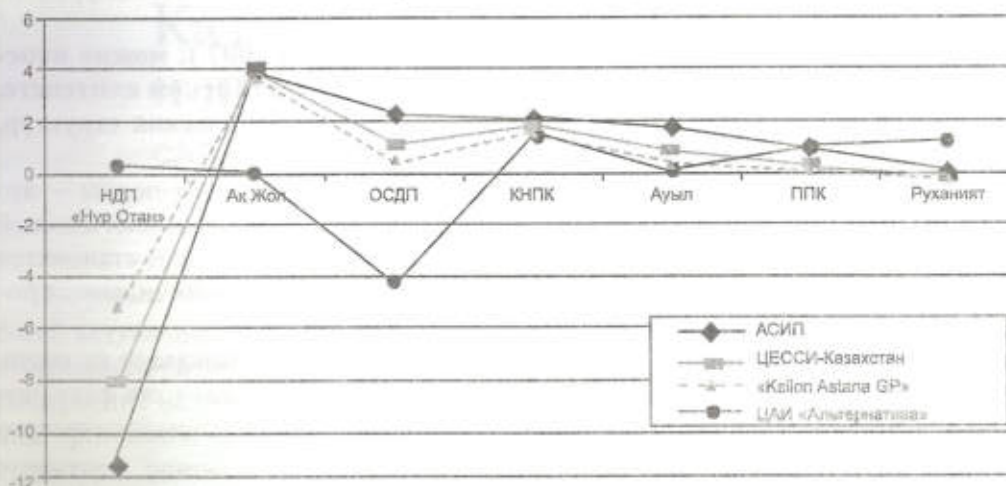 6
4
2
0
-2
-4
-6
-8
-10
-12
НДП «Нур Отан»
Ак Жол
ОСДП
КНПК
Ауыл
ППК
Руханият
АСИП
ЦЕССИ-Казахстан
«Ksilon Astana GP»
ЦАИ «Альтернатива»